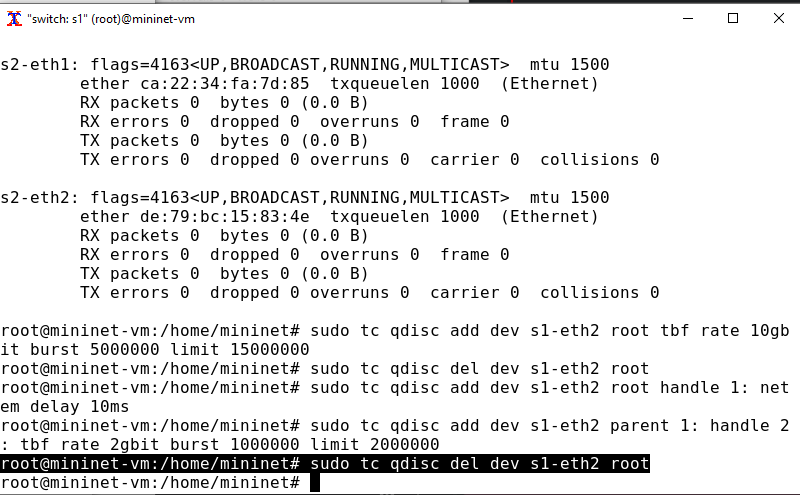 "switch: s1" (root)@mininet-vm
s2-eth1: flags=4163<UP,BROADCAST,RUNNING,MULTICAST>  mtu 1500
        ether ca:22:34:fa:7d:85  txqueuelen 1000  (Ethernet)
        RX packets 0  bytes 0 (0.0 B)
        RX errors 0  dropped 0  overruns 0  frame 0
        TX packets 0  bytes 0 (0.0 B)
        TX errors 0  dropped 0 overruns 0  carrier 0  collisions 0
s2-eth2: flags=4163<UP,BROADCAST,RUNNING,MULTICAST>  mtu 1500
        ether de:79:bc:15:83:4e  txqueuelen 1000  (Ethernet)
        RX packets 0  bytes 0 (0.0 B)
        RX errors 0  dropped 0  overruns 0  frame 0
        TX packets 0  bytes 0 (0.0 B)
        TX errors 0  dropped 0 overruns 0  carrier 0  collisions 0
root@mininet-vm:/home/mininet# sudo tc qdisc add dev s1-eth2 root tbf rate 10gb
it burst 5000000 limit 15000000
root@mininet-vm:/home/mininet# sudo tc qdisc del dev s1-eth2 root
root@mininet-vm:/home/mininet# sudo tc qdisc add dev s1-eth2 root handle 1: net
em delay 10ms
root@mininet-vm:/home/mininet# sudo tc qdisc add dev s1-eth2 parent 1: handle 2
: tbf rate 2gbit burst 1000000 limit 2000000
root@mininet-vm:/home/mininet# sudo tc qdisc del dev s1-eth2 root
root@mininet-vm:/home/mininet#